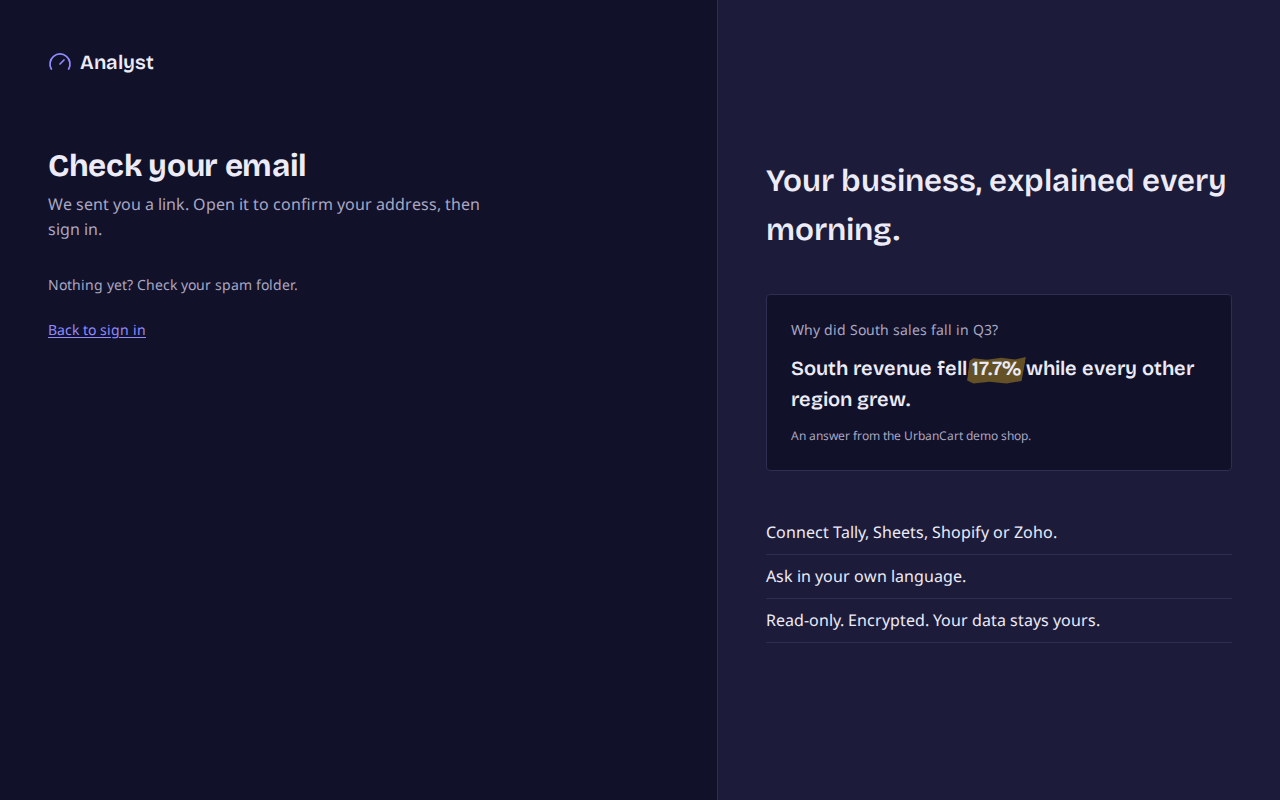 Analyst
Check your email
We sent you a link. Open it to confirm your address, then
sign in.
Nothing yet? Check your spam folder.
Back to sign in
Your business, explained every
morning.
Why did South sales fall in Q3?
South revenue fell 17.7% while every other
region grew.
An answer from the UrbanCart demo shop.
Connect Tally, Sheets, Shopify or Zoho.
Ask in your own language.
Read-only. Encrypted. Your data stays yours.